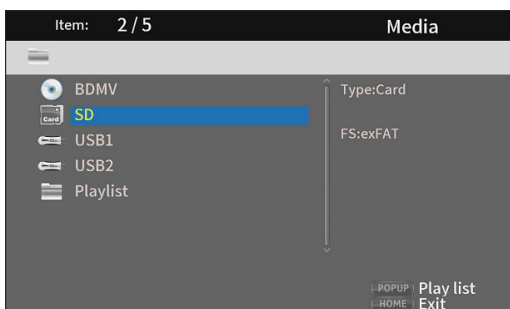 Item: 2/5 Media
BDMV
Type:Card
Card SD
USB1
FS:exFAT
USB2
Playlist
POPUP Play list
HOME Exit